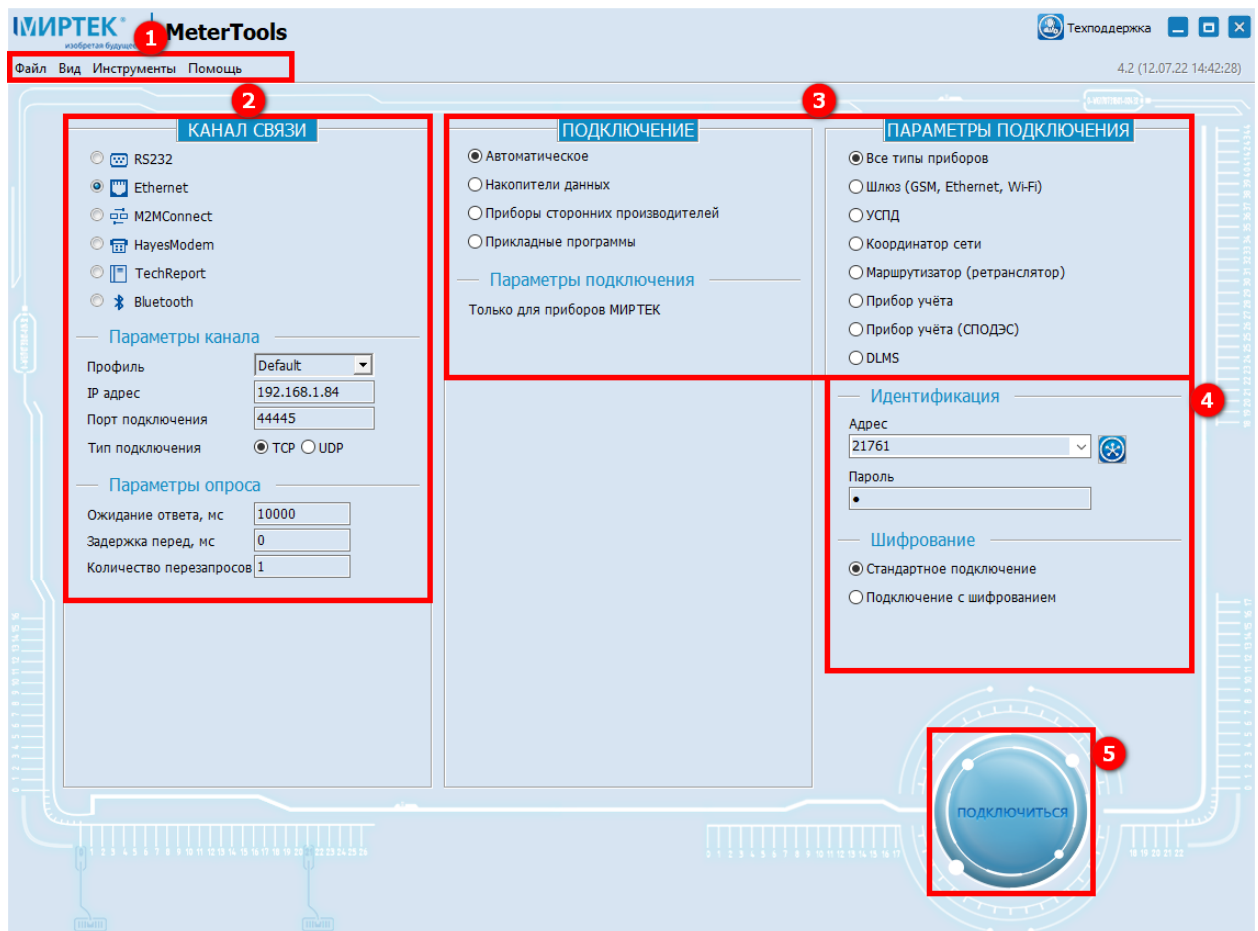 МИРТЕК
изобретая будущее
MeterTools
Техподдержка
1
Файл Вид Инструменты Помощь
4.2 (12.07.22 14:42:28)
2
3
КАНАЛ СВЯЗИ
RS232
Ethernet
M2MConnect
HayesModem
TechReport
Bluetooth
Параметры канала
Профиль Default
IP адрес 192.168.1.84
Порт подключения 44445
Тип подключения TCP UDP
Параметры опроса
Ожидание ответа, мс 10000
Задержка перед, мс 0
Количество перезапросов 1
ПОДКЛЮЧЕНИЕ
Автоматическое
Накопители данных
Приборы сторонних производителей
Прикладные программы
Параметры подключения
Только для приборов МИРТЕК
ПАРАМЕТРЫ ПОДКЛЮЧЕНИЯ
Все типы приборов
Шлюз (GSM, Ethernet, Wi-Fi)
УСПД
Координатор сети
Маршрутизатор (ретранслятор)
Прибор учёта
Прибор учёта (СПОДЭС)
DLMS
4
Идентификация
Адрес
21761
Пароль
•
Шифрование
Стандартное подключение
Подключение с шифрованием
5
ПОДКЛЮЧИТЬСЯ